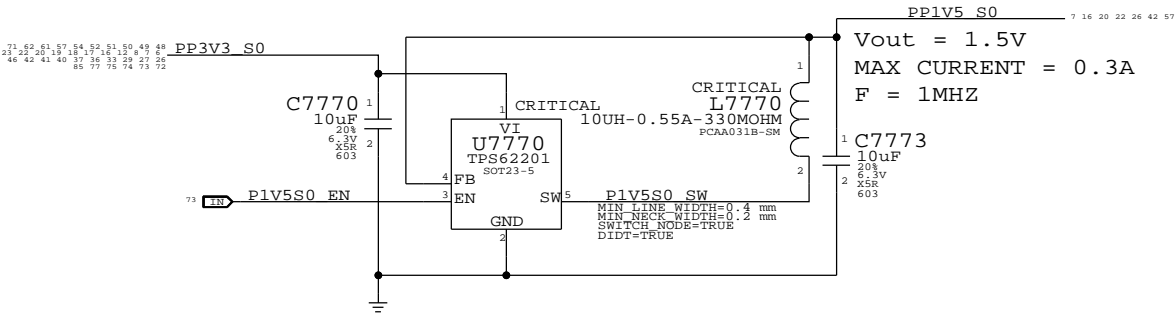 PP1V5_S0
7 16 20 22 26 42 57
71 62 61 57 54 52 51 50 49 48
23 22 20 19 18 17 16 12 8 7 6
46 42 41 40 37 36 33 29 27 26
85 77 75 74 73 72
PP3V3_S0
Vout = 1.5V
MAX CURRENT = 0.3A
F = 1MHZ
C7770
10uF
20%
6.3V
X5R
603
1
2
1
CRITICAL
VI
U7770
TPS62201
SOT23-5
4
FB
3
EN
SW
5
GND
2
1
CRITICAL
L7770
10UH-0.55A-330MOHM
PCAA031B-SM
2
1
C7773
10uF
20%
6.3V
X5R
603
2
73
IN
P1V5S0_EN
P1V5S0_SW
MIN_LINE_WIDTH=0.4 mm
MIN_NECK_WIDTH=0.2 mm
SWITCH_NODE=TRUE
DIDT=TRUE